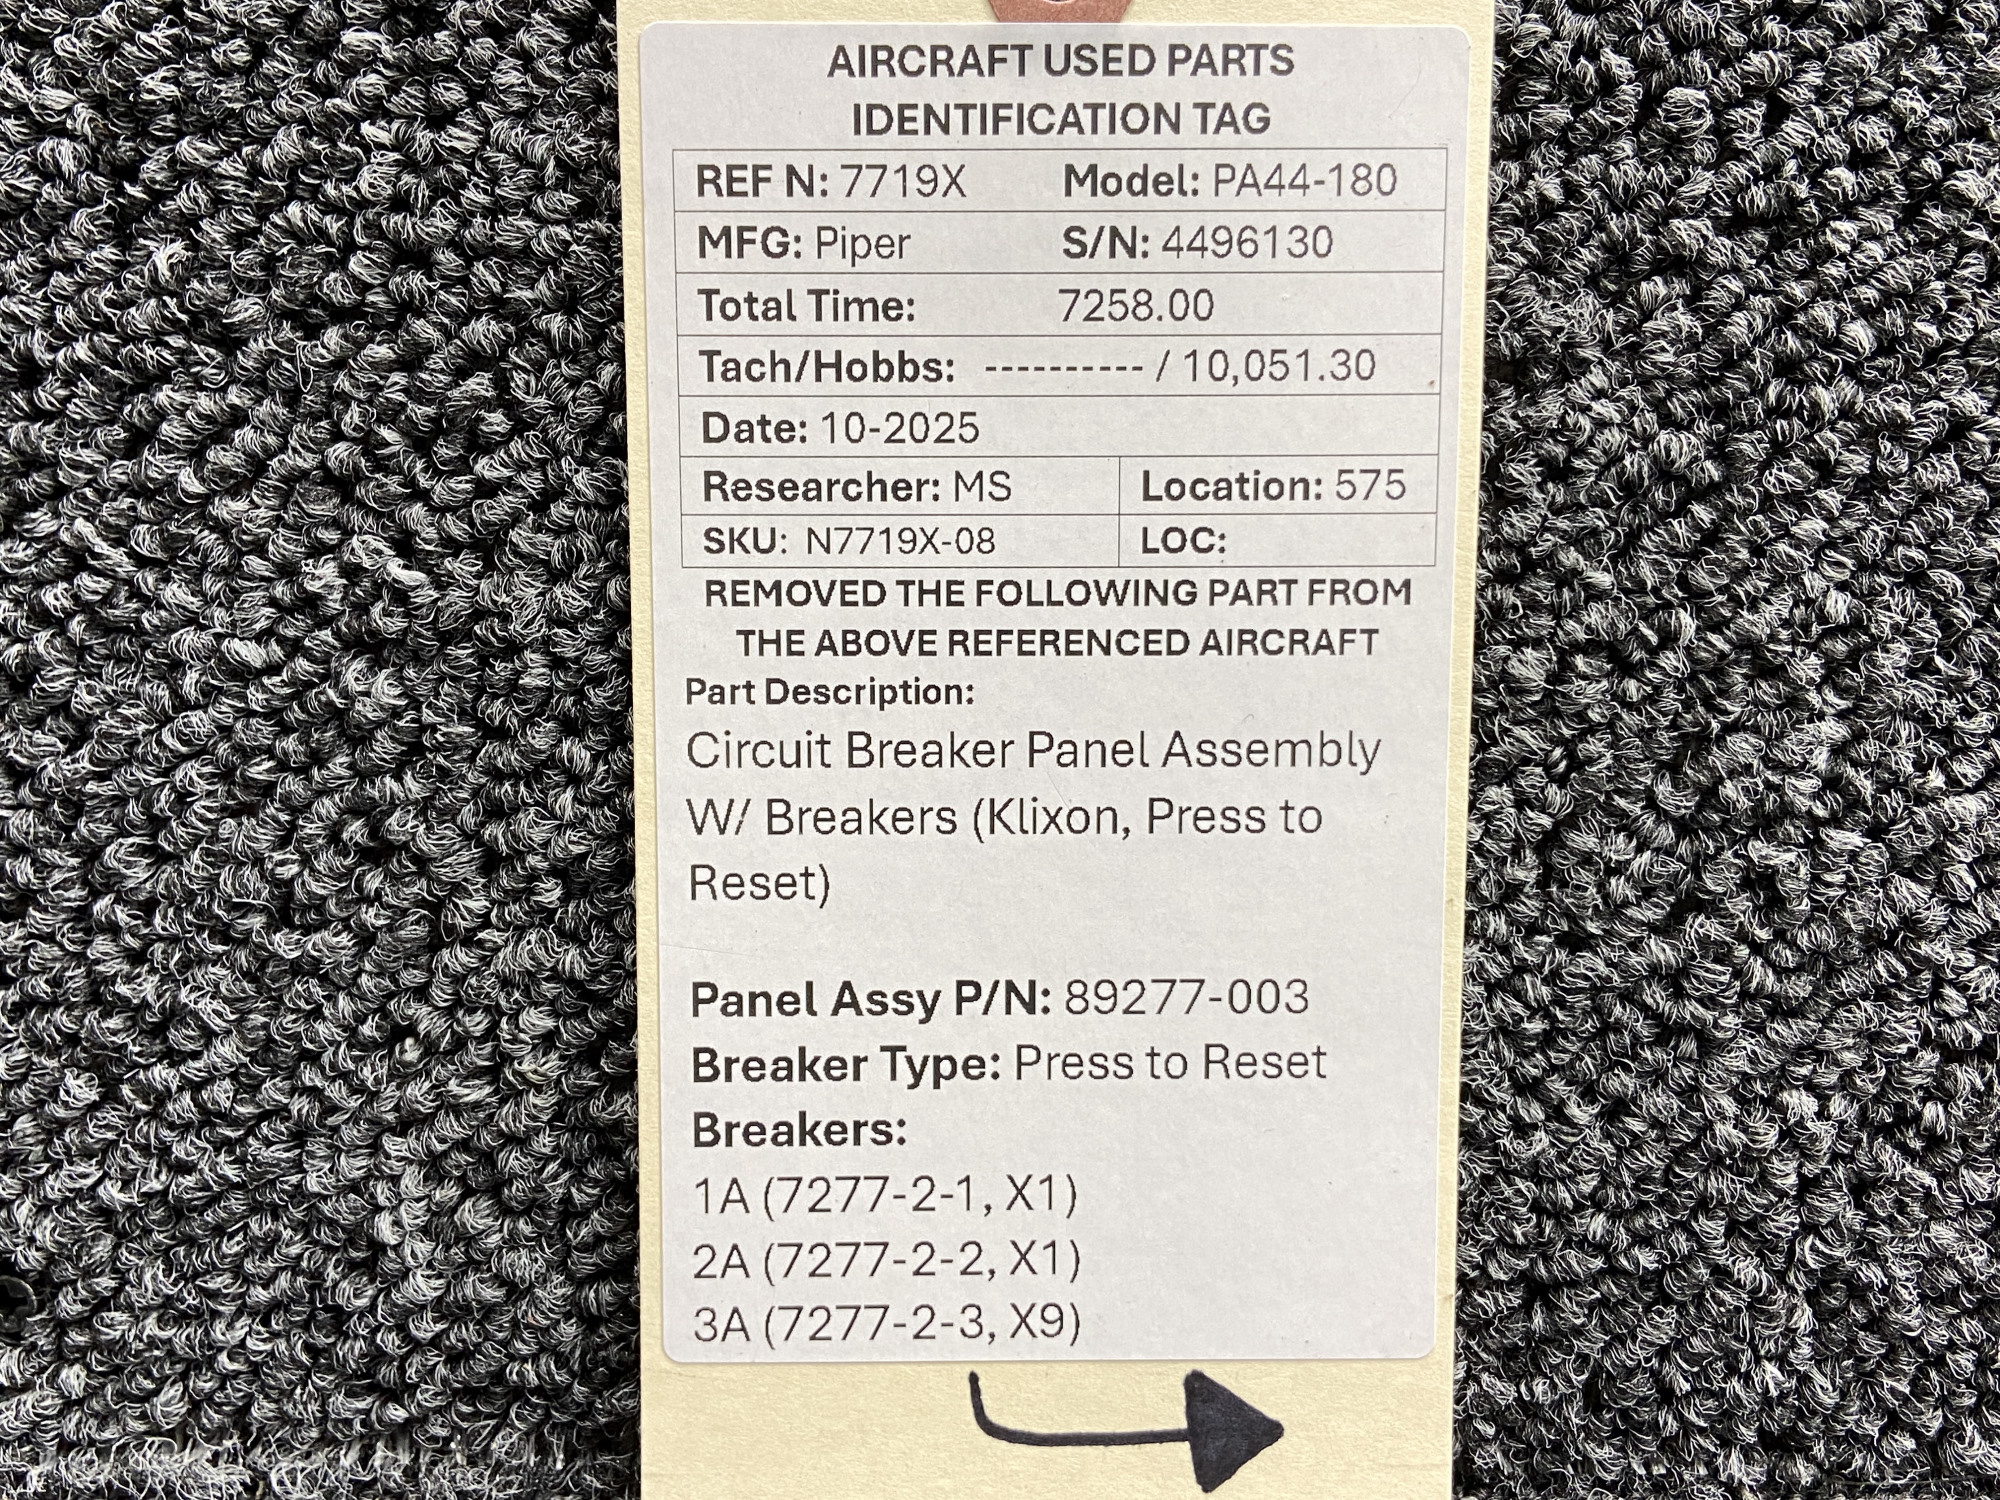 AIRCRAFT USED PARTS
IDENTIFICATION TAG
REF N: 7719X Model: PA44-180
MFG: Piper S/N: 4496130
Total Time: 7258.00
Tach/Hobbs: ---------- / 10,051.30
Date: 10-2025
Researcher: MS Location: 575
SKU: N7719X-08 LOC:
REMOVED THE FOLLOWING PART FROM
THE ABOVE REFERENCED AIRCRAFT
Part Description:
Circuit Breaker Panel Assembly
W/ Breakers (Klixon, Press to
Reset)
Panel Assy P/N: 89277-003
Breaker Type: Press to Reset
Breakers:
1A (7277-2-1, X1)
2A (7277-2-2, X1)
3A (7277-2-3, X9)